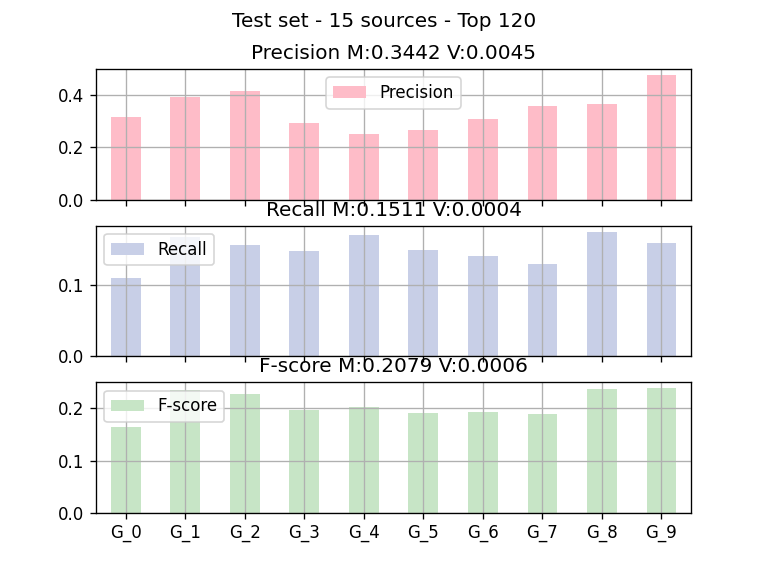 Test set - 15 sources - Top 120
Precision M:0.3442 V:0.0045
0.4
0.2
0.0
Precision
Recall M:0.1511 V:0.0004
0.1
0.0
Recall
F-score M:0.2079 V:0.0006
0.2
0.1
0.0
F-score
G_0 G_1 G_2 G_3 G_4 G_5 G_6 G_7 G_8 G_9